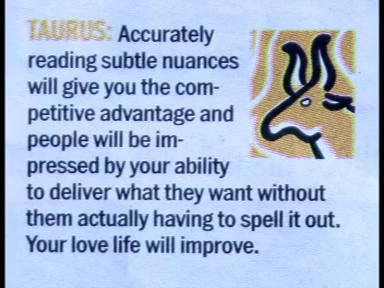 TAURUS: Accurately
reading subtle nuances
will give you the com-
petitive advantage and
people will be im-
pressed by your ability
to deliver what they want without
them actually having to spell it out.
Your love life will improve.